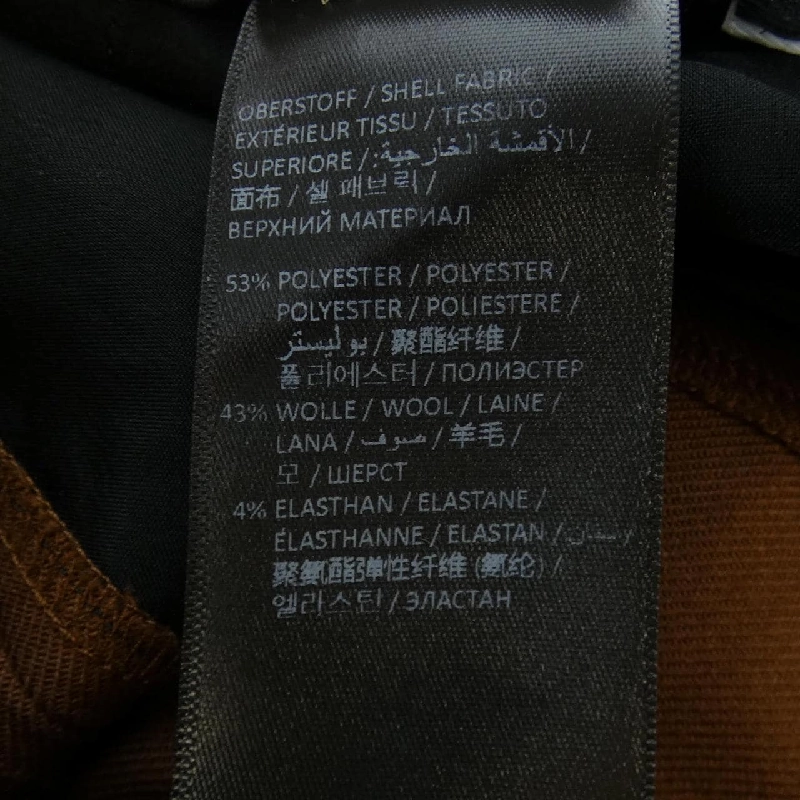 OBERSTOFF / SHELL FABRIC /
EXTÉRIEUR TISSU / TESSUTO
SUPERIORE / الأقمشة الخارجية: /
面布 / 셸 패브릭 /
ВЕРХНИЙ МАТЕРИАЛ
53% POLYESTER / POLYESTER /
POLYESTER / POLIESTERE /
بوليستر / 聚酯纤维 /
폴리에스터 / ПОЛИЭСТЕР
43% WOLLE / WOOL / LAINE /
LANA / صوف / 羊毛 /
모 / ШЕРСТ
4% ELASTHAN / ELASTANE /
ÉLASTHANNE / ELASTAN /
聚氨酯弹性纤维 (氨纶) /
엘라스틴 / ЭЛАСТАН